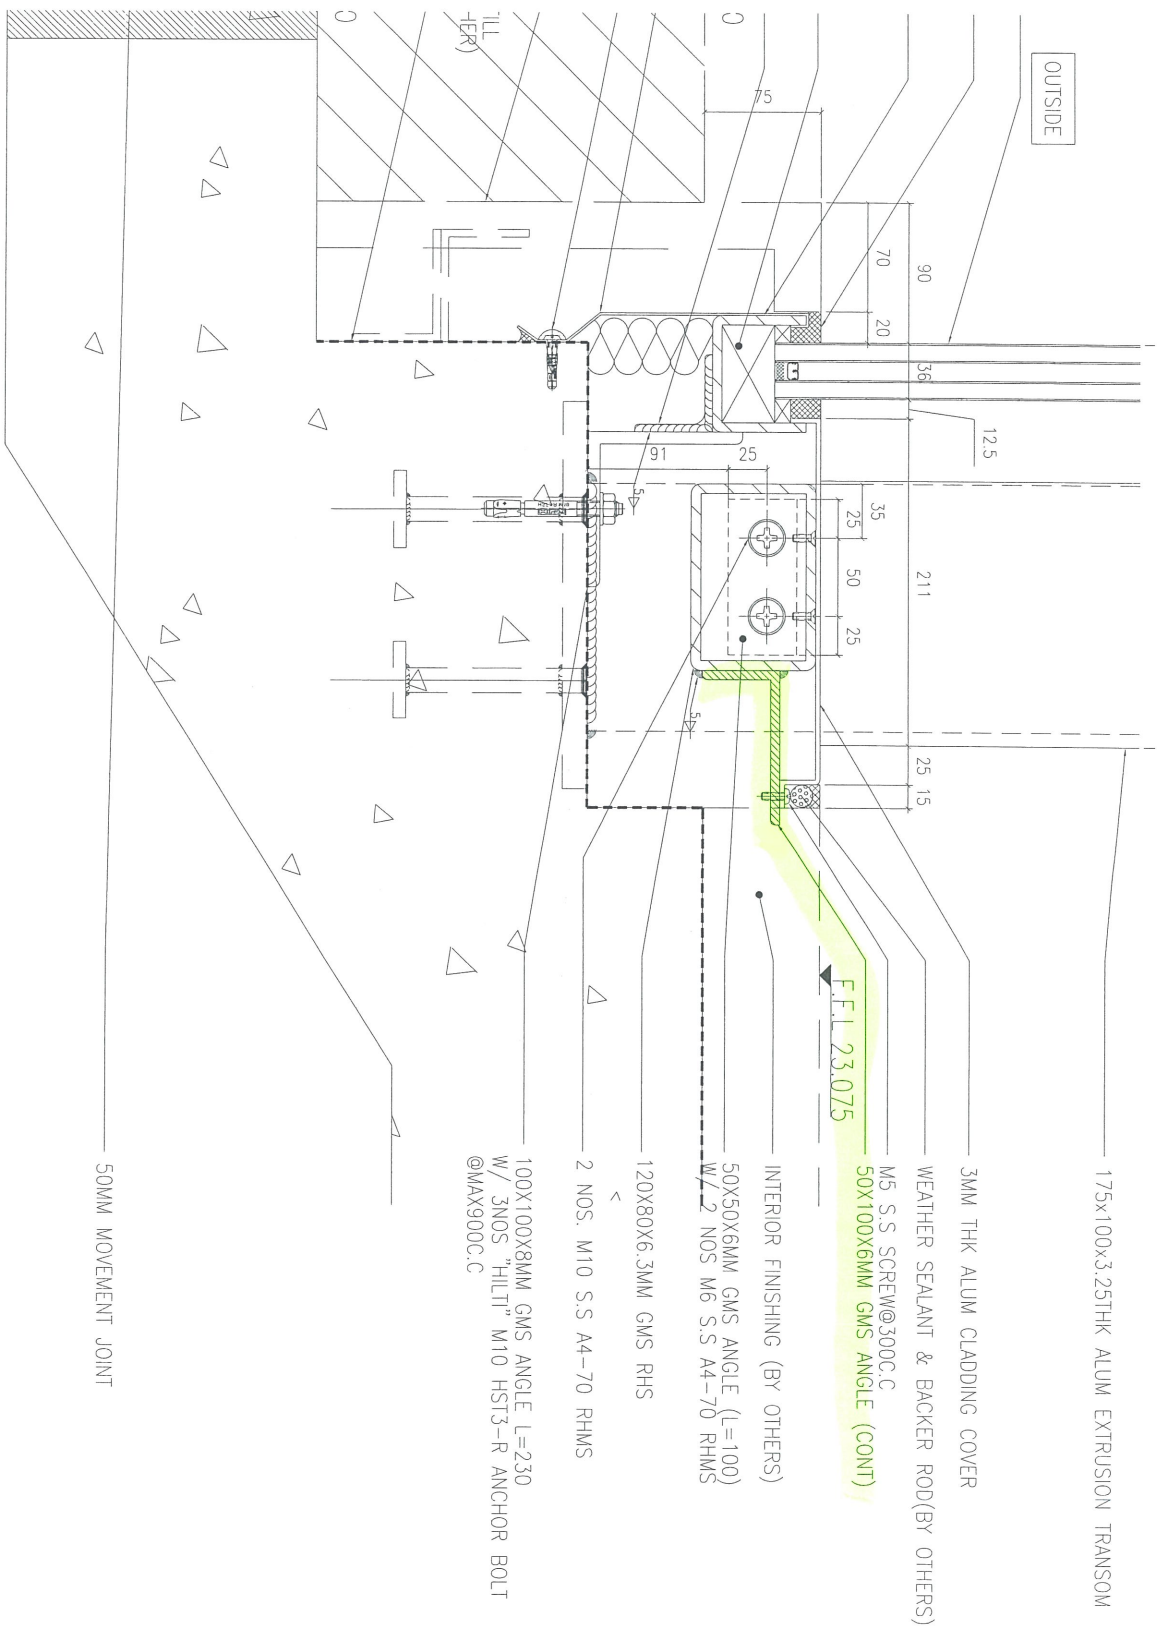 OUTSIDE
75
70
20
90
36
12.5
211
25
15
35
25
50
25
91
25
5
5
F.F.L 23.075
175x100x3.25THK ALUM EXTRUSION TRANSOM
3MM THK ALUM CLADDING COVER
WEATHER SEALANT & BACKER ROD(BY OTHERS)
M5 S.S SCREW@300C.C
50X100X6MM GMS ANGLE (CONT)
INTERIOR FINISHING (BY OTHERS)
50X50X6MM GMS ANGLE (L=100)
W/ 2 NOS M6 S.S A4-70 RHMS
120X80X6.3MM GMS RHS
<
2 NOS. M10 S.S A4-70 RHMS
100X100X8MM GMS ANGLE L=230
W/ 3NOS "HILTI" M10 HST3-R ANCHOR BOLT
@MAX900C.C
50MM MOVEMENT JOINT
HER)